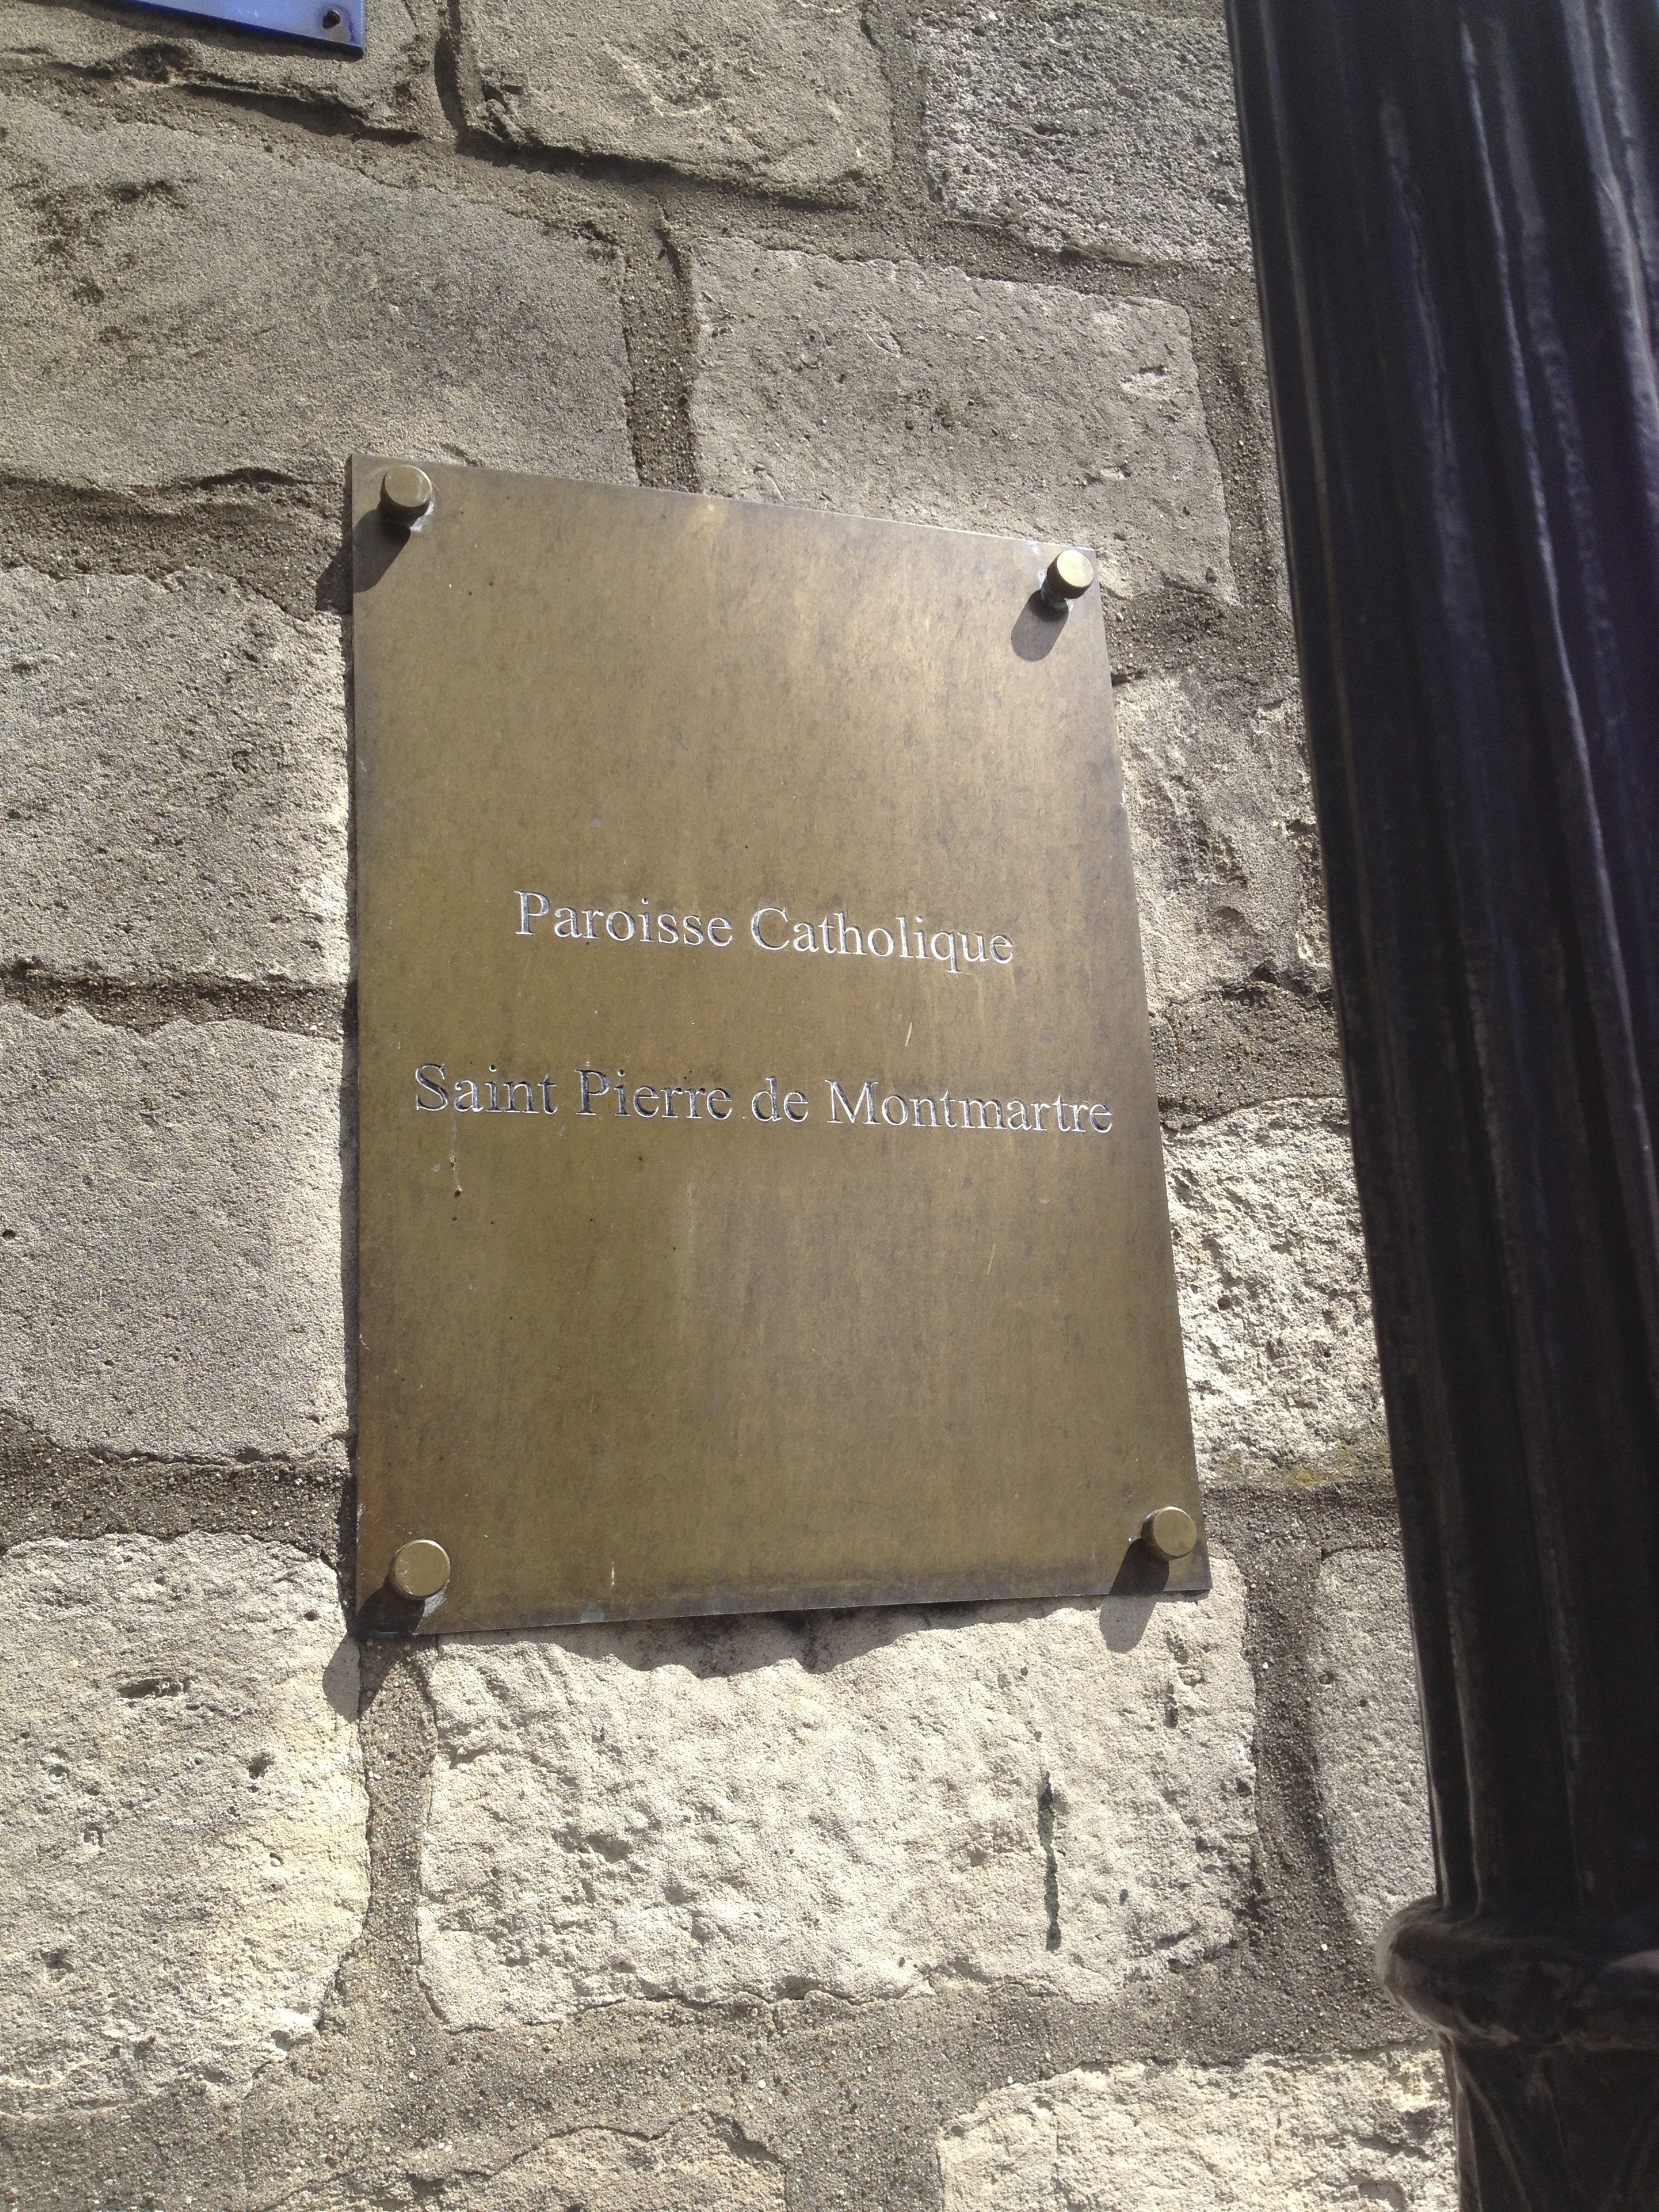 Paroisse Catholique
Saint Pierre de Montmartre